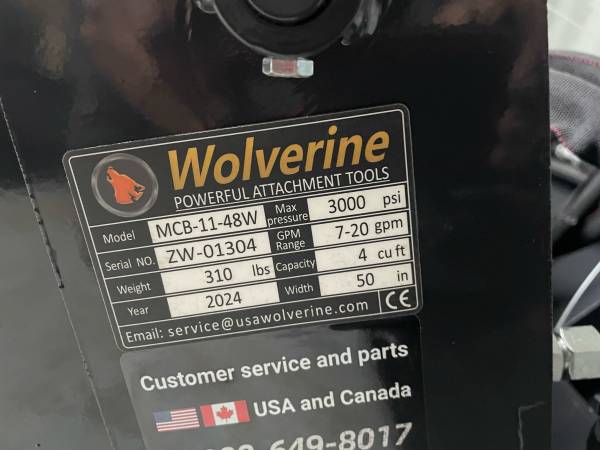 Wolverine
POWERFUL ATTACHMENT TOOLS
Model MCB-11-48W Max pressure 3000 psi
Serial NO. ZW-01304 GPM Range 7-20 gpm
Weight 310 lbs Capacity 4 cu ft
Year 2024 Width 50 in
Email: service@usawolverine.com CE
Customer service and parts
USA and Canada
649-8017